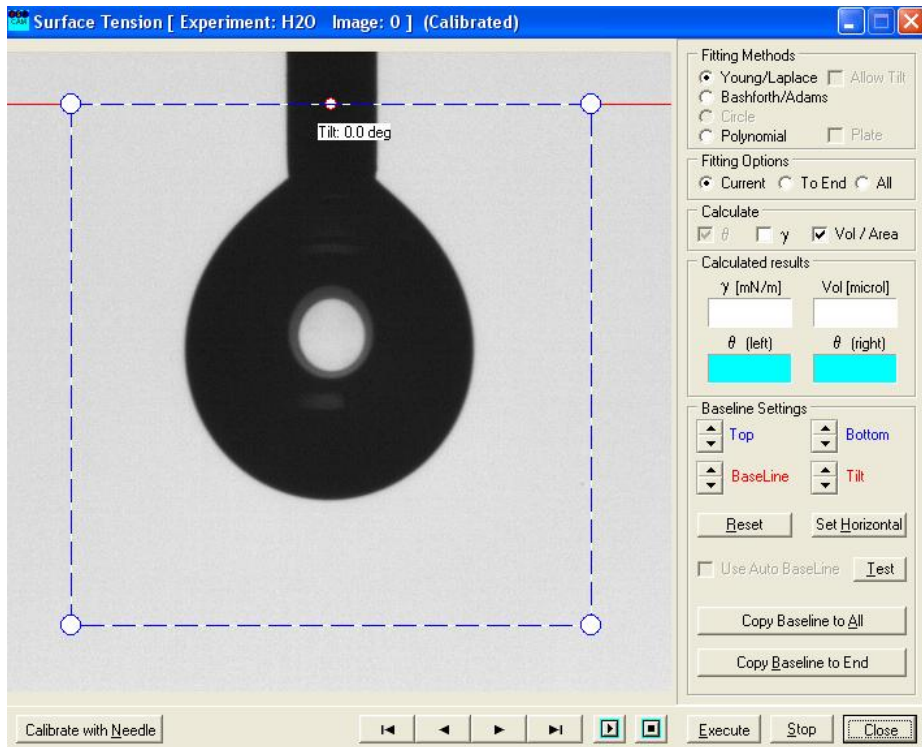 Surface Tension [ Experiment: H2O Image: 0 ] (Calibrated)
Tilt: 0.0 deg
Fitting Methods
Young/Laplace Allow Tilt
Bashforth/Adams
Circle
Polynomial Plate
Fitting Options
Current To End All
Calculate
θ γ Vol / Area
Calculated results
γ [mN/m] Vol [microl]
θ (left) θ (right)
Baseline Settings
Top Bottom
BaseLine Tilt
Reset Set Horizontal
Use Auto BaseLine Test
Copy Baseline to All
Copy Baseline to End
Calibrate with Needle Execute Stop Close